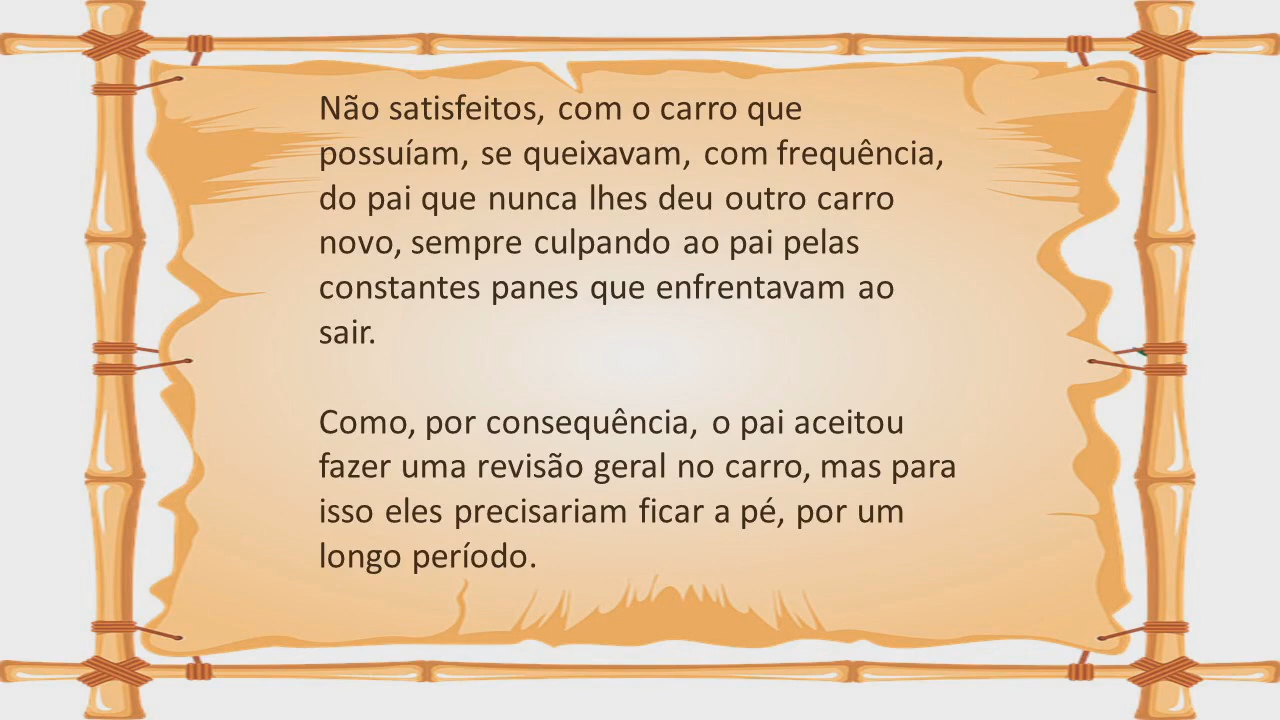 Não satisfeitos, com o carro que
possuíam, se queixavam, com frequência,
do pai que nunca lhes deu outro carro
novo, sempre culpando ao pai pelas
constantes panes que enfrentavam ao
sair.
Como, por consequência, o pai aceitou
fazer uma revisão geral no carro, mas para
isso eles precisariam ficar a pé, por um
longo período.